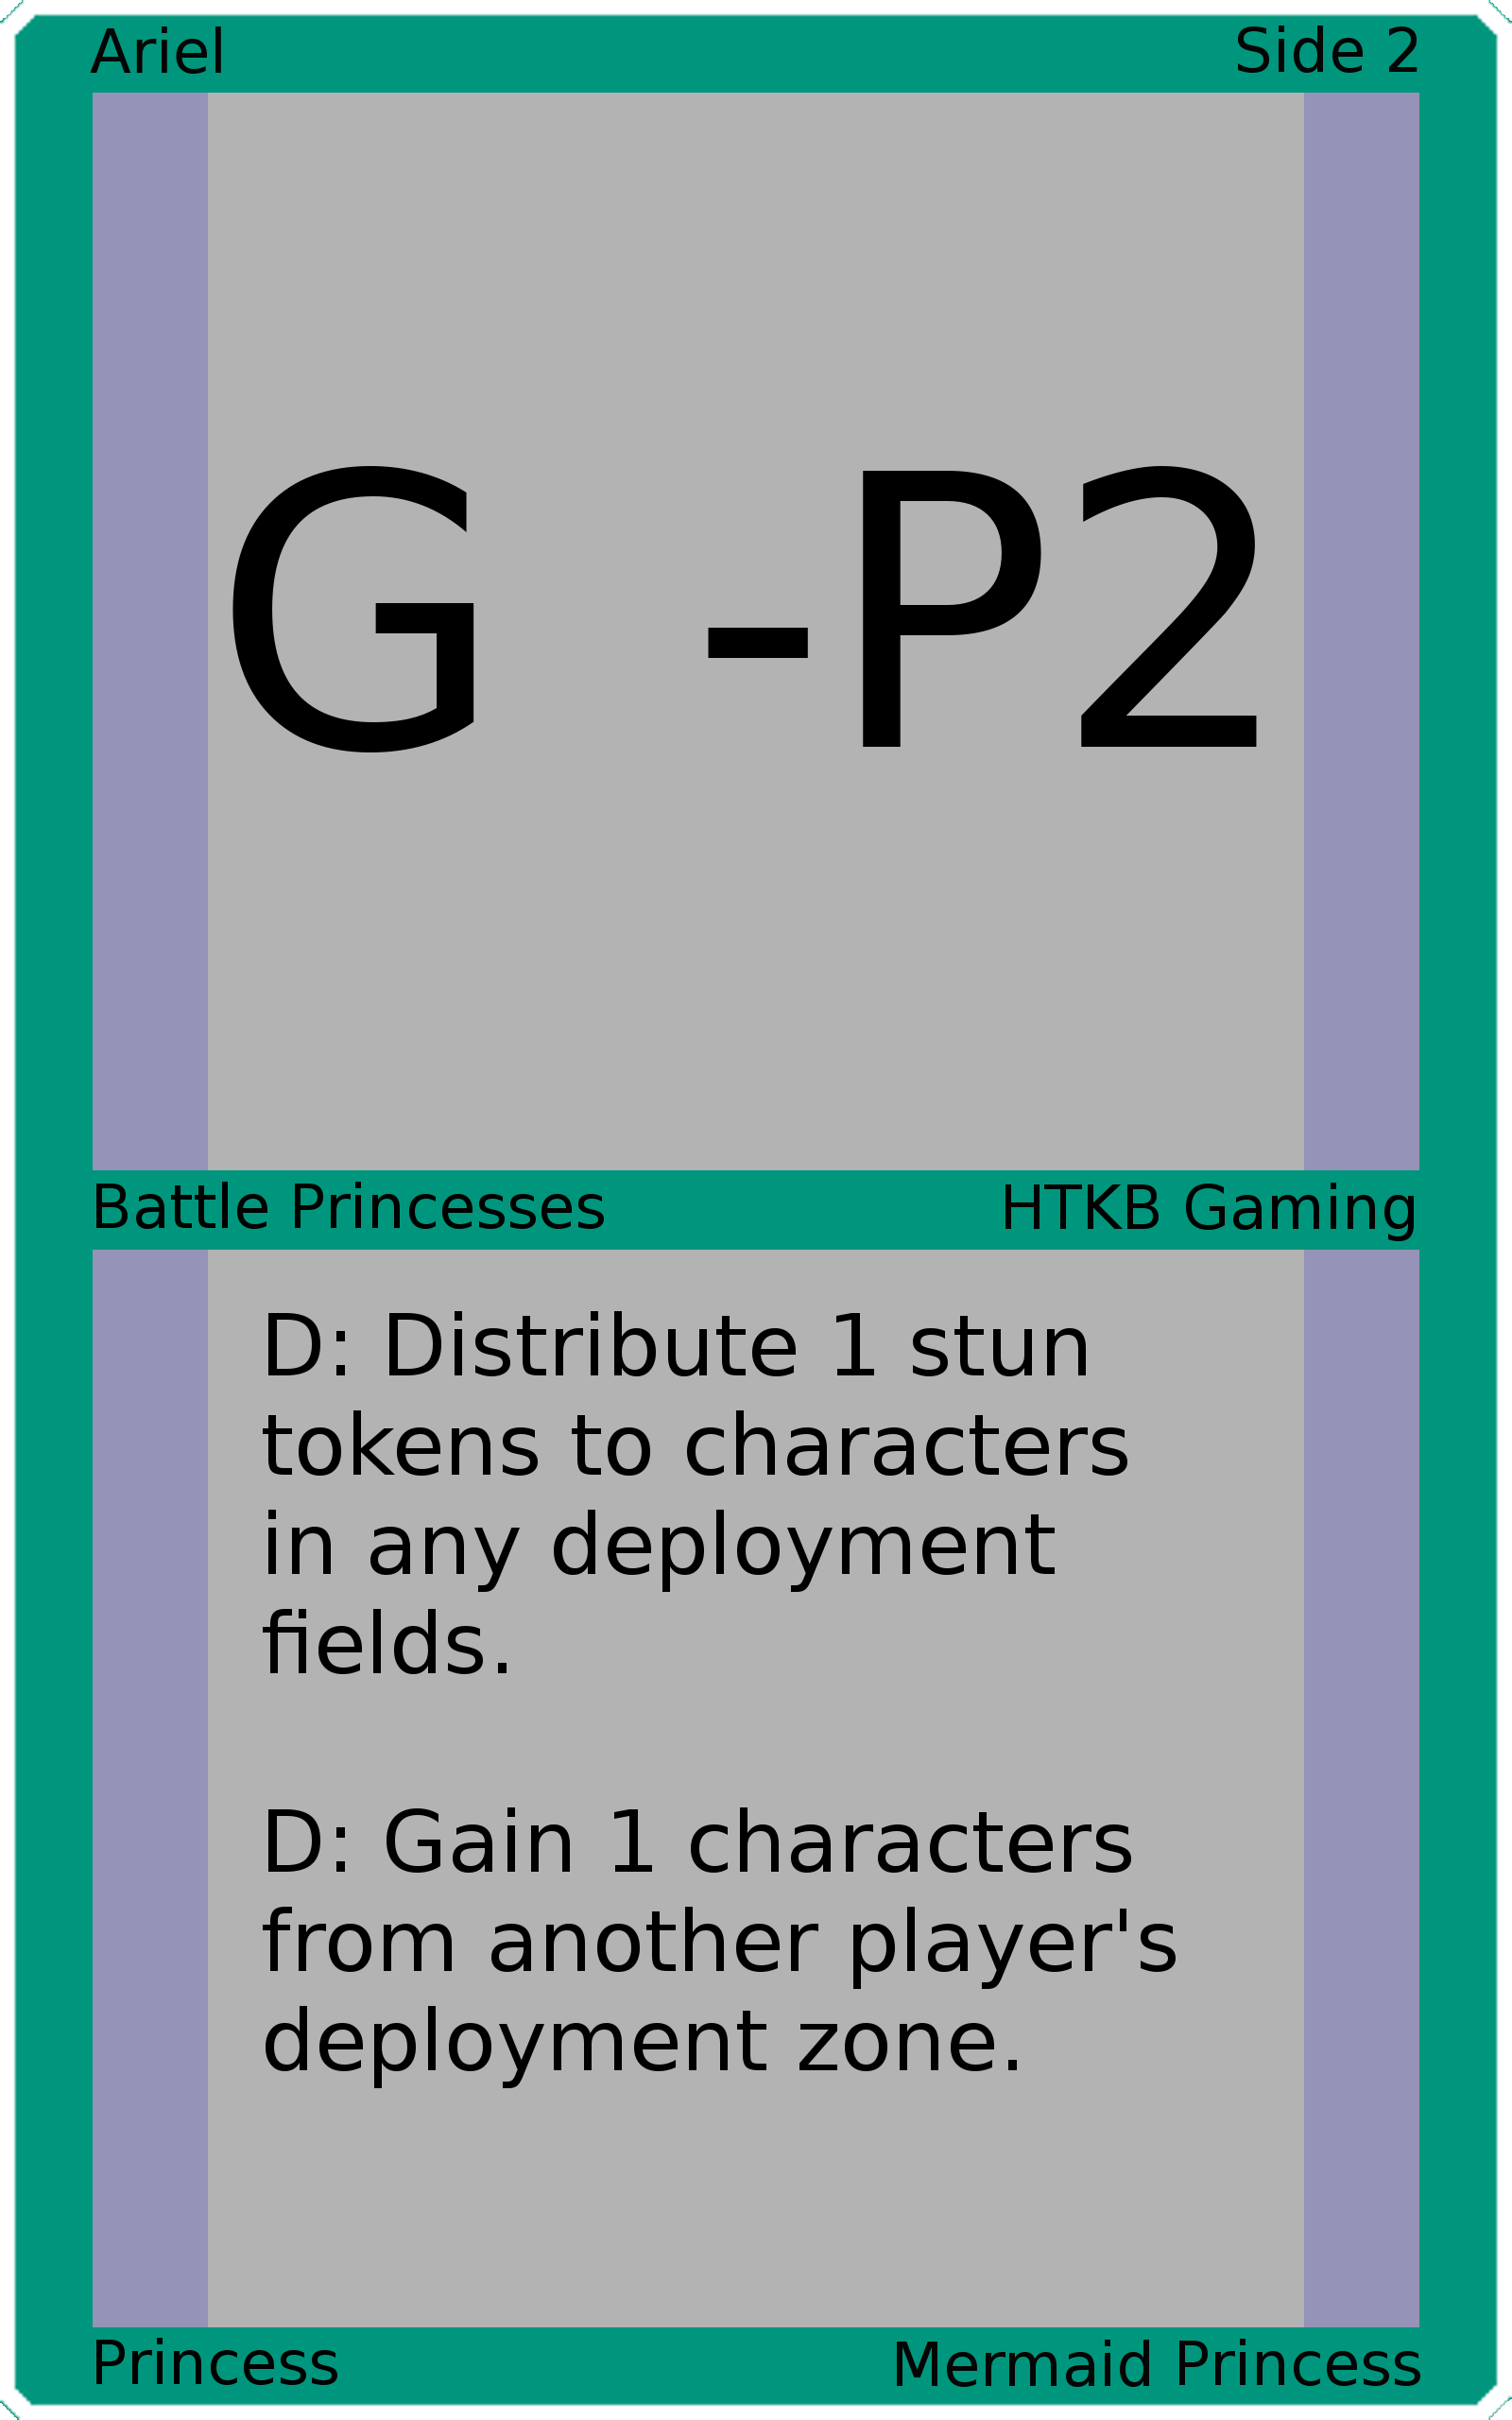 Ariel
Side 2
G -P2
Battle Princesses
HTKB Gaming
D: Distribute 1 stun
tokens to characters
in any deployment
fields.
D: Gain 1 characters
from another player's
deployment zone.
Princess
Mermaid Princess